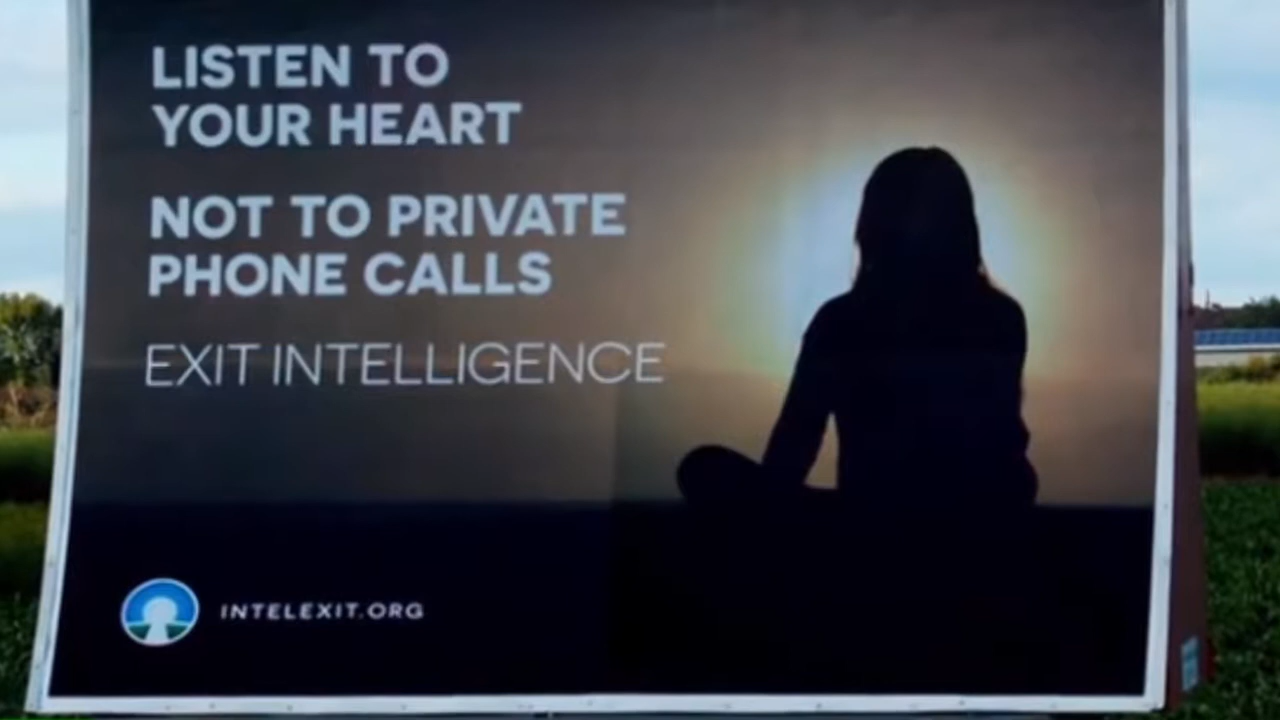 LISTEN TO
YOUR HEART
NOT TO PRIVATE
PHONE CALLS
EXIT INTELLIGENCE
INTELEXIT.ORG